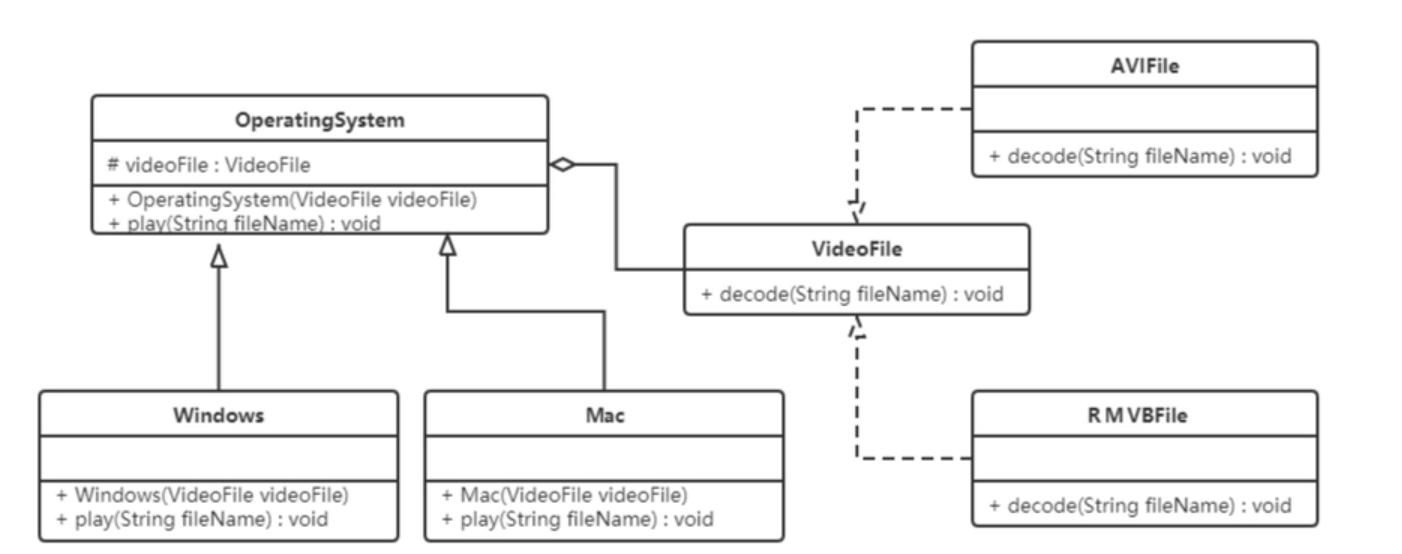 AVIFile
+ decode(String fileName) : void
OperatingSystem
# videoFile : VideoFile
+ OperatingSystem(VideoFile videoFile)
+ play(String fileName) : void
VideoFile
+ decode(String fileName) : void
Windows
+ Windows(VideoFile videoFile)
+ play(String fileName) : void
Mac
+ Mac(VideoFile videoFile)
+ play(String fileName) : void
RMVBFile
+ decode(String fileName) : void